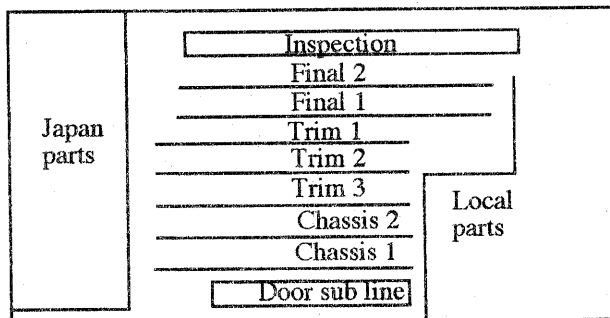 Inspection
Final 2
Final 1
Trim 1
Trim 2
Trim 3
Chassis 2
Chassis 1
Door sub line
Japan
parts
Local
parts